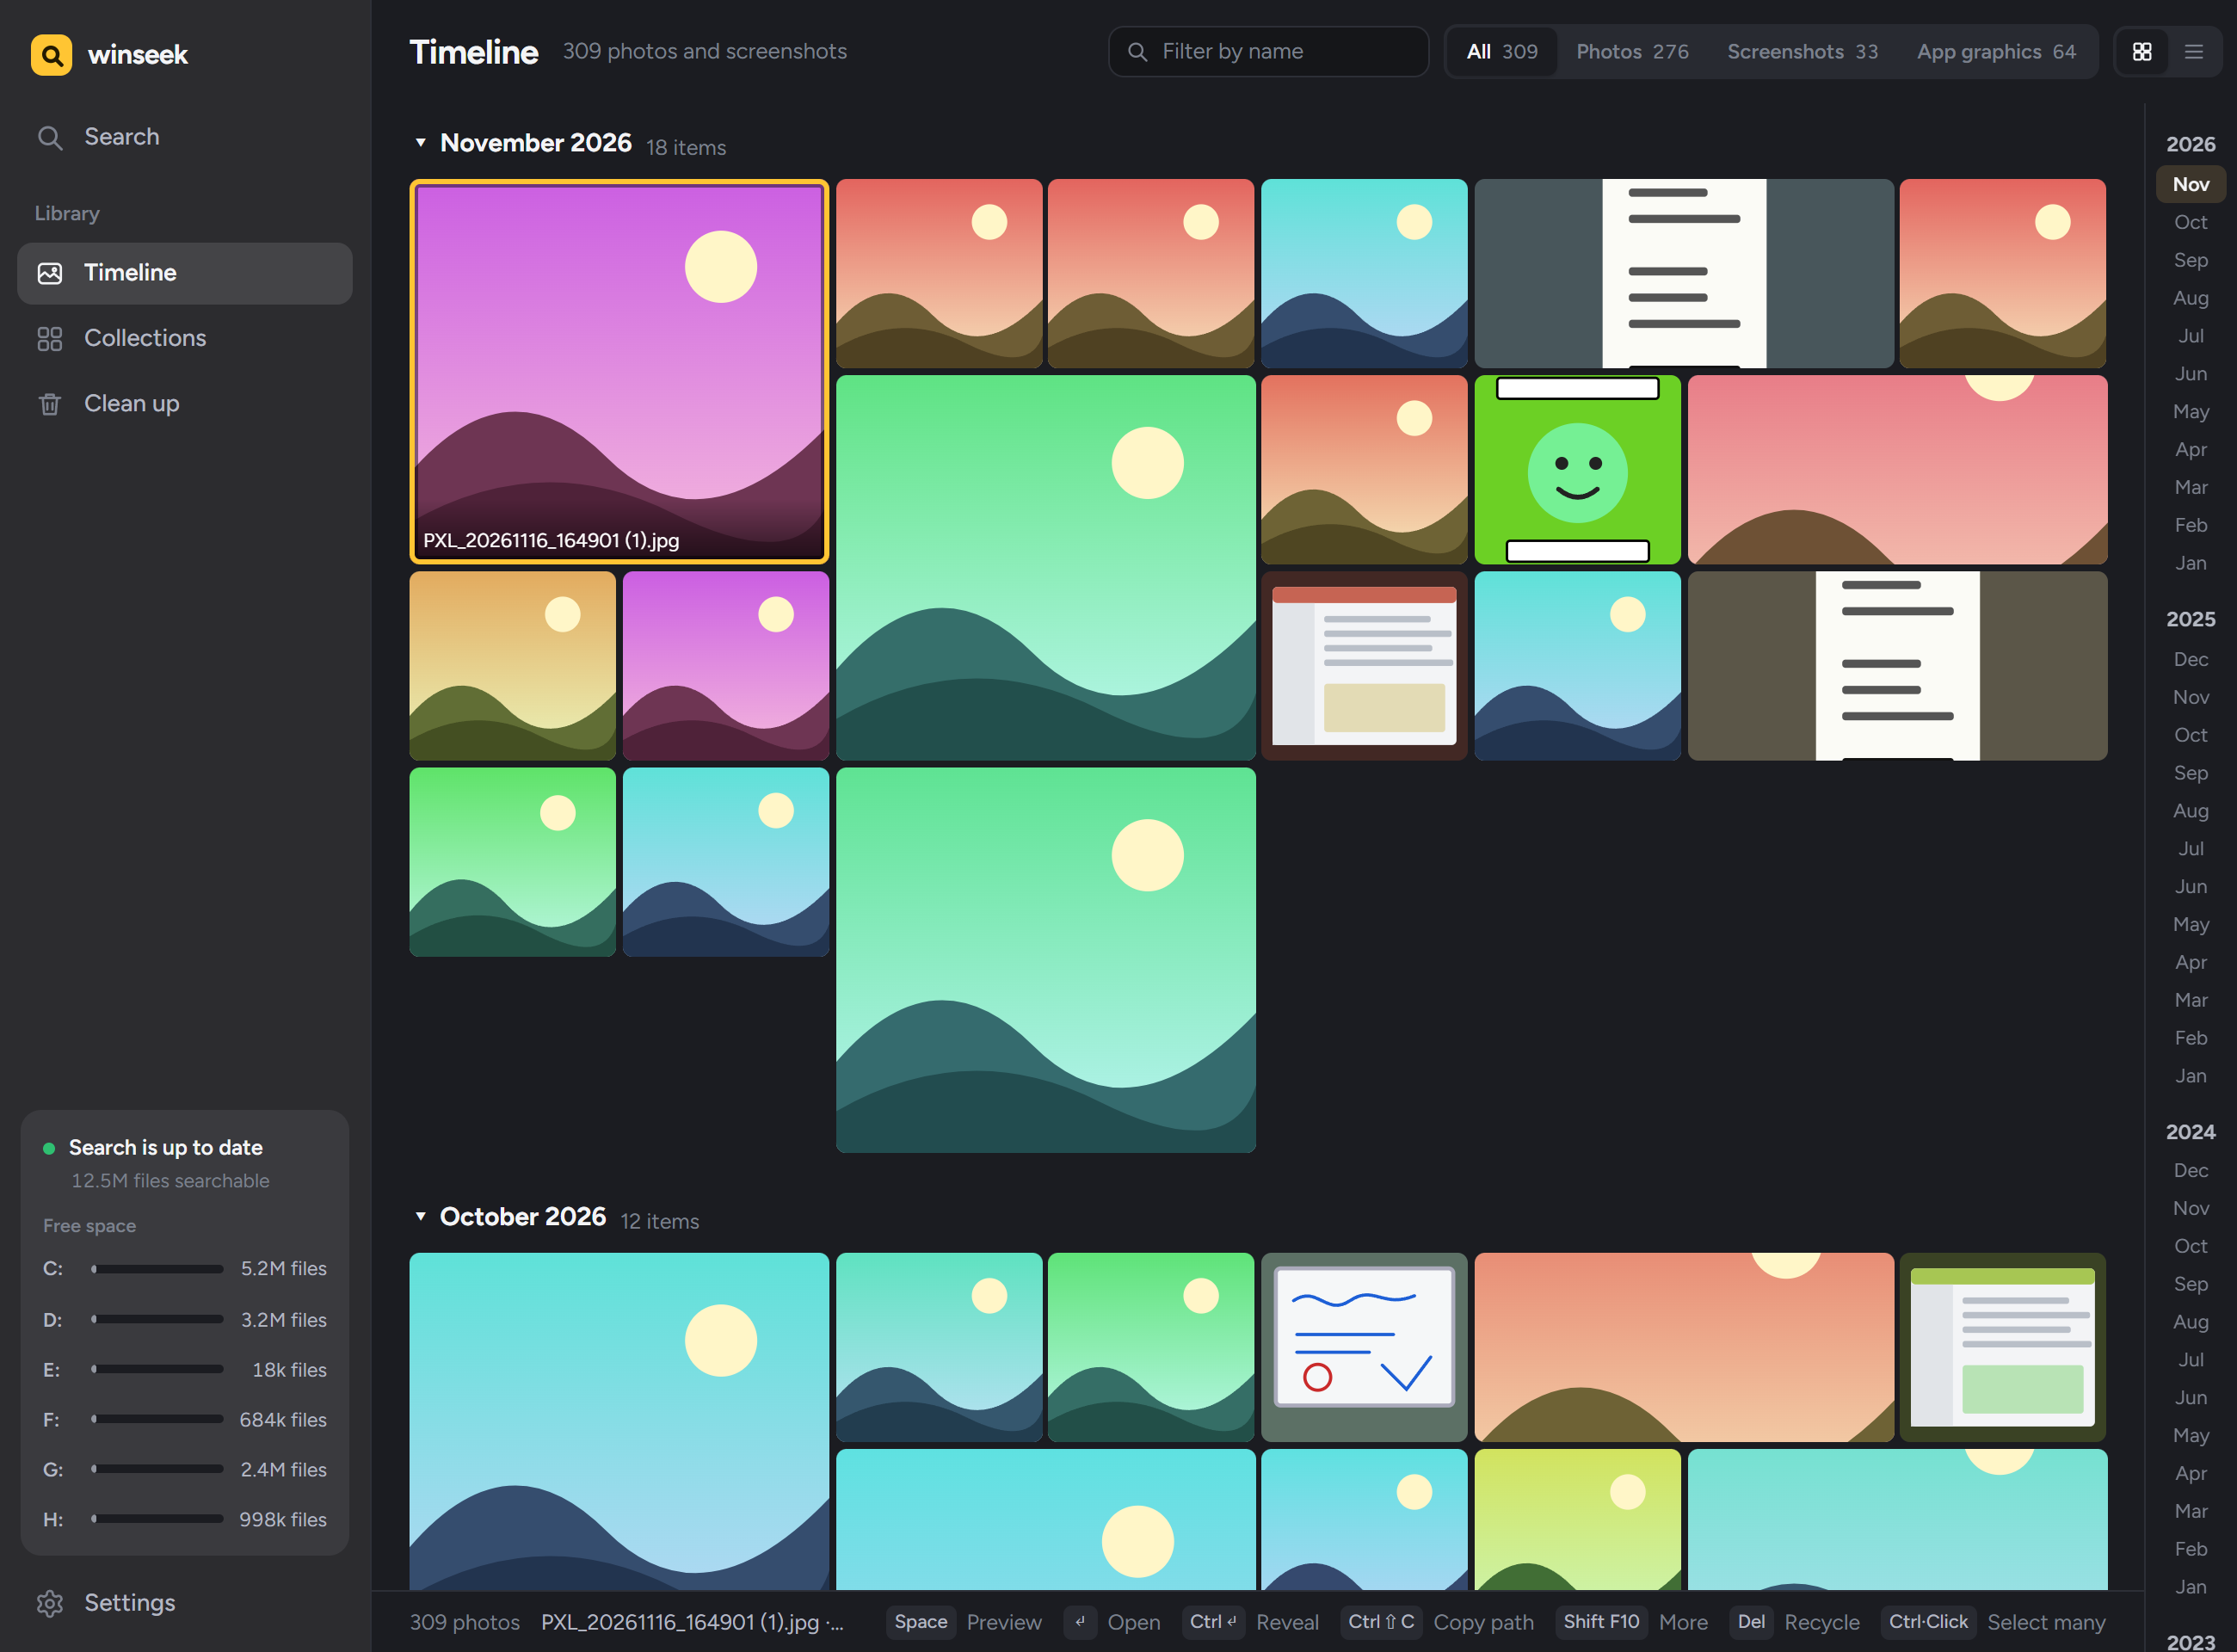 winseek
Search
Library
Timeline
Collections
Clean up
Search is up to date
12.5M files searchable
Free space
C: 5.2M files
D: 3.2M files
E: 18k files
F: 684k files
G: 2.4M files
H: 998k files
Settings
Timeline 309 photos and screenshots
Filter by name
All 309 Photos 276 Screenshots 33 App graphics 64
November 2026 18 items
PXL_20261116_164901 (1).jpg
October 2026 12 items
2026
Nov
Oct
Sep
Aug
Jul
Jun
May
Apr
Mar
Feb
Jan
2025
Dec
Nov
Oct
Sep
Aug
Jul
Jun
May
Apr
Mar
Feb
Jan
2024
Dec
Nov
Oct
Sep
Aug
Jul
Jun
May
Apr
Mar
Feb
Jan
2023
309 photos PXL_20261116_164901 (1).jpg ·... Space Preview ↵ Open Ctrl ↵ Reveal Ctrl ⇧ C Copy path Shift F10 More Del Recycle Ctrl·Click Select many